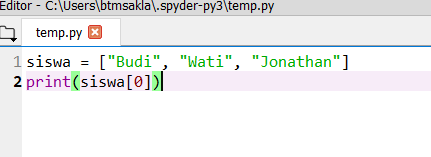 Editor - C:\Users\btmsakla\.spyder-py3\temp.py
temp.py
1 siswa = ["Budi", "Wati", "Jonathan"]
2 print(siswa[0])